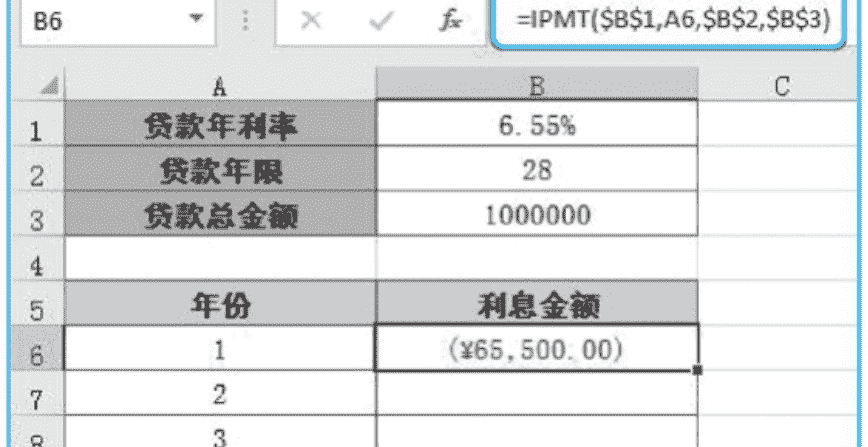 B6 fx =IPMT($B$1,A6,$B$2,$B$3)
A B C
1 贷款年利率 6.55%
2 贷款年限 28
3 贷款总金额 1000000
4
5 年份 利息金额
6 1 (¥65,500.00)
7 2
8 3